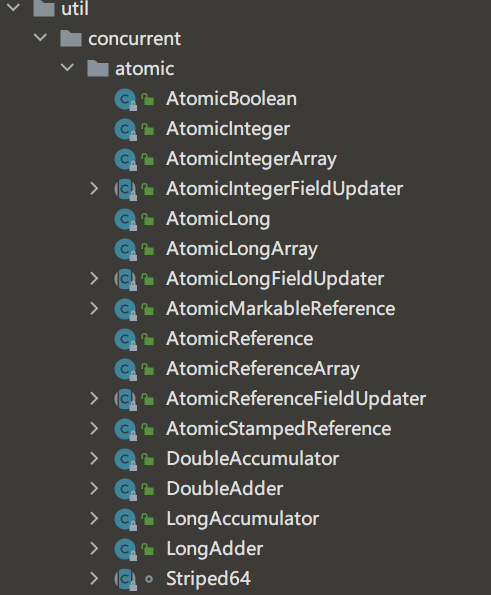 util
concurrent
atomic
AtomicBoolean
AtomicInteger
AtomicIntegerArray
AtomicIntegerFieldUpdater
AtomicLong
AtomicLongArray
AtomicLongFieldUpdater
AtomicMarkableReference
AtomicReference
AtomicReferenceArray
AtomicReferenceFieldUpdater
AtomicStampedReference
DoubleAccumulator
DoubleAdder
LongAccumulator
LongAdder
Striped64